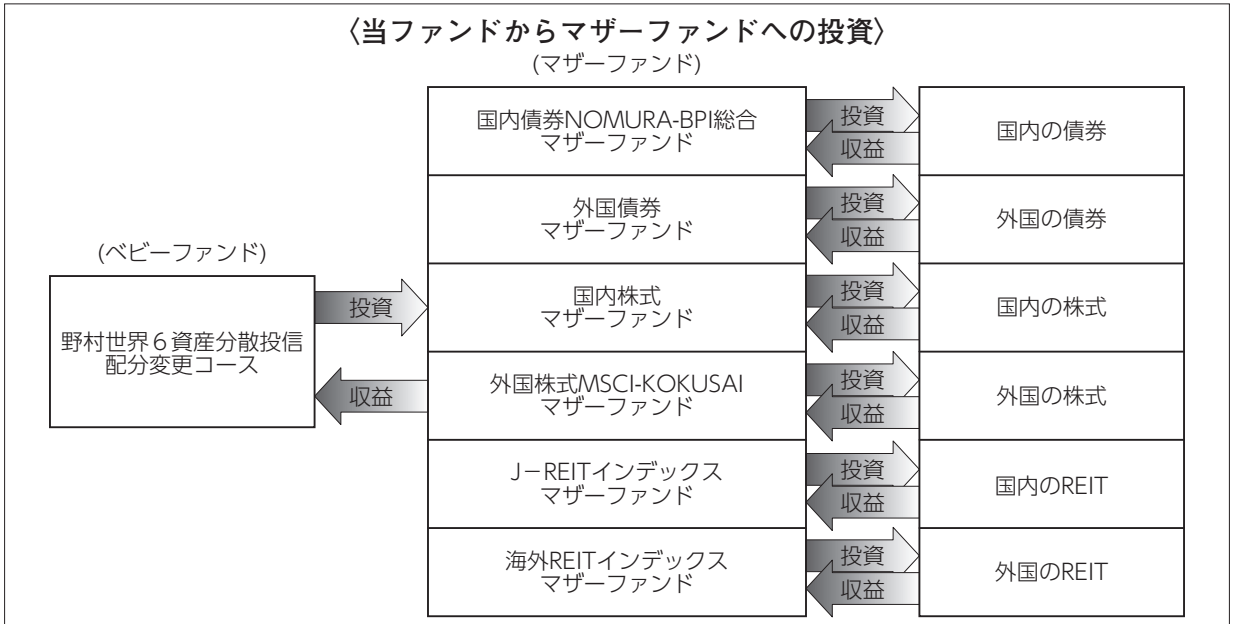 〈当ファンドからマザーファンドへの投資〉
(マザーファンド)
(ベビーファンド)
野村世界６資産分散投信
配分変更コース
投資
収益
国内債券NOMURA-BPI総合
マザーファンド
投資
収益
国内の債券
外国債券
マザーファンド
投資
収益
外国の債券
国内株式
マザーファンド
投資
収益
国内の株式
外国株式MSCI-KOKUSAI
マザーファンド
投資
収益
外国の株式
J－REITインデックス
マザーファンド
投資
収益
国内のREIT
海外REITインデックス
マザーファンド
投資
収益
外国のREIT